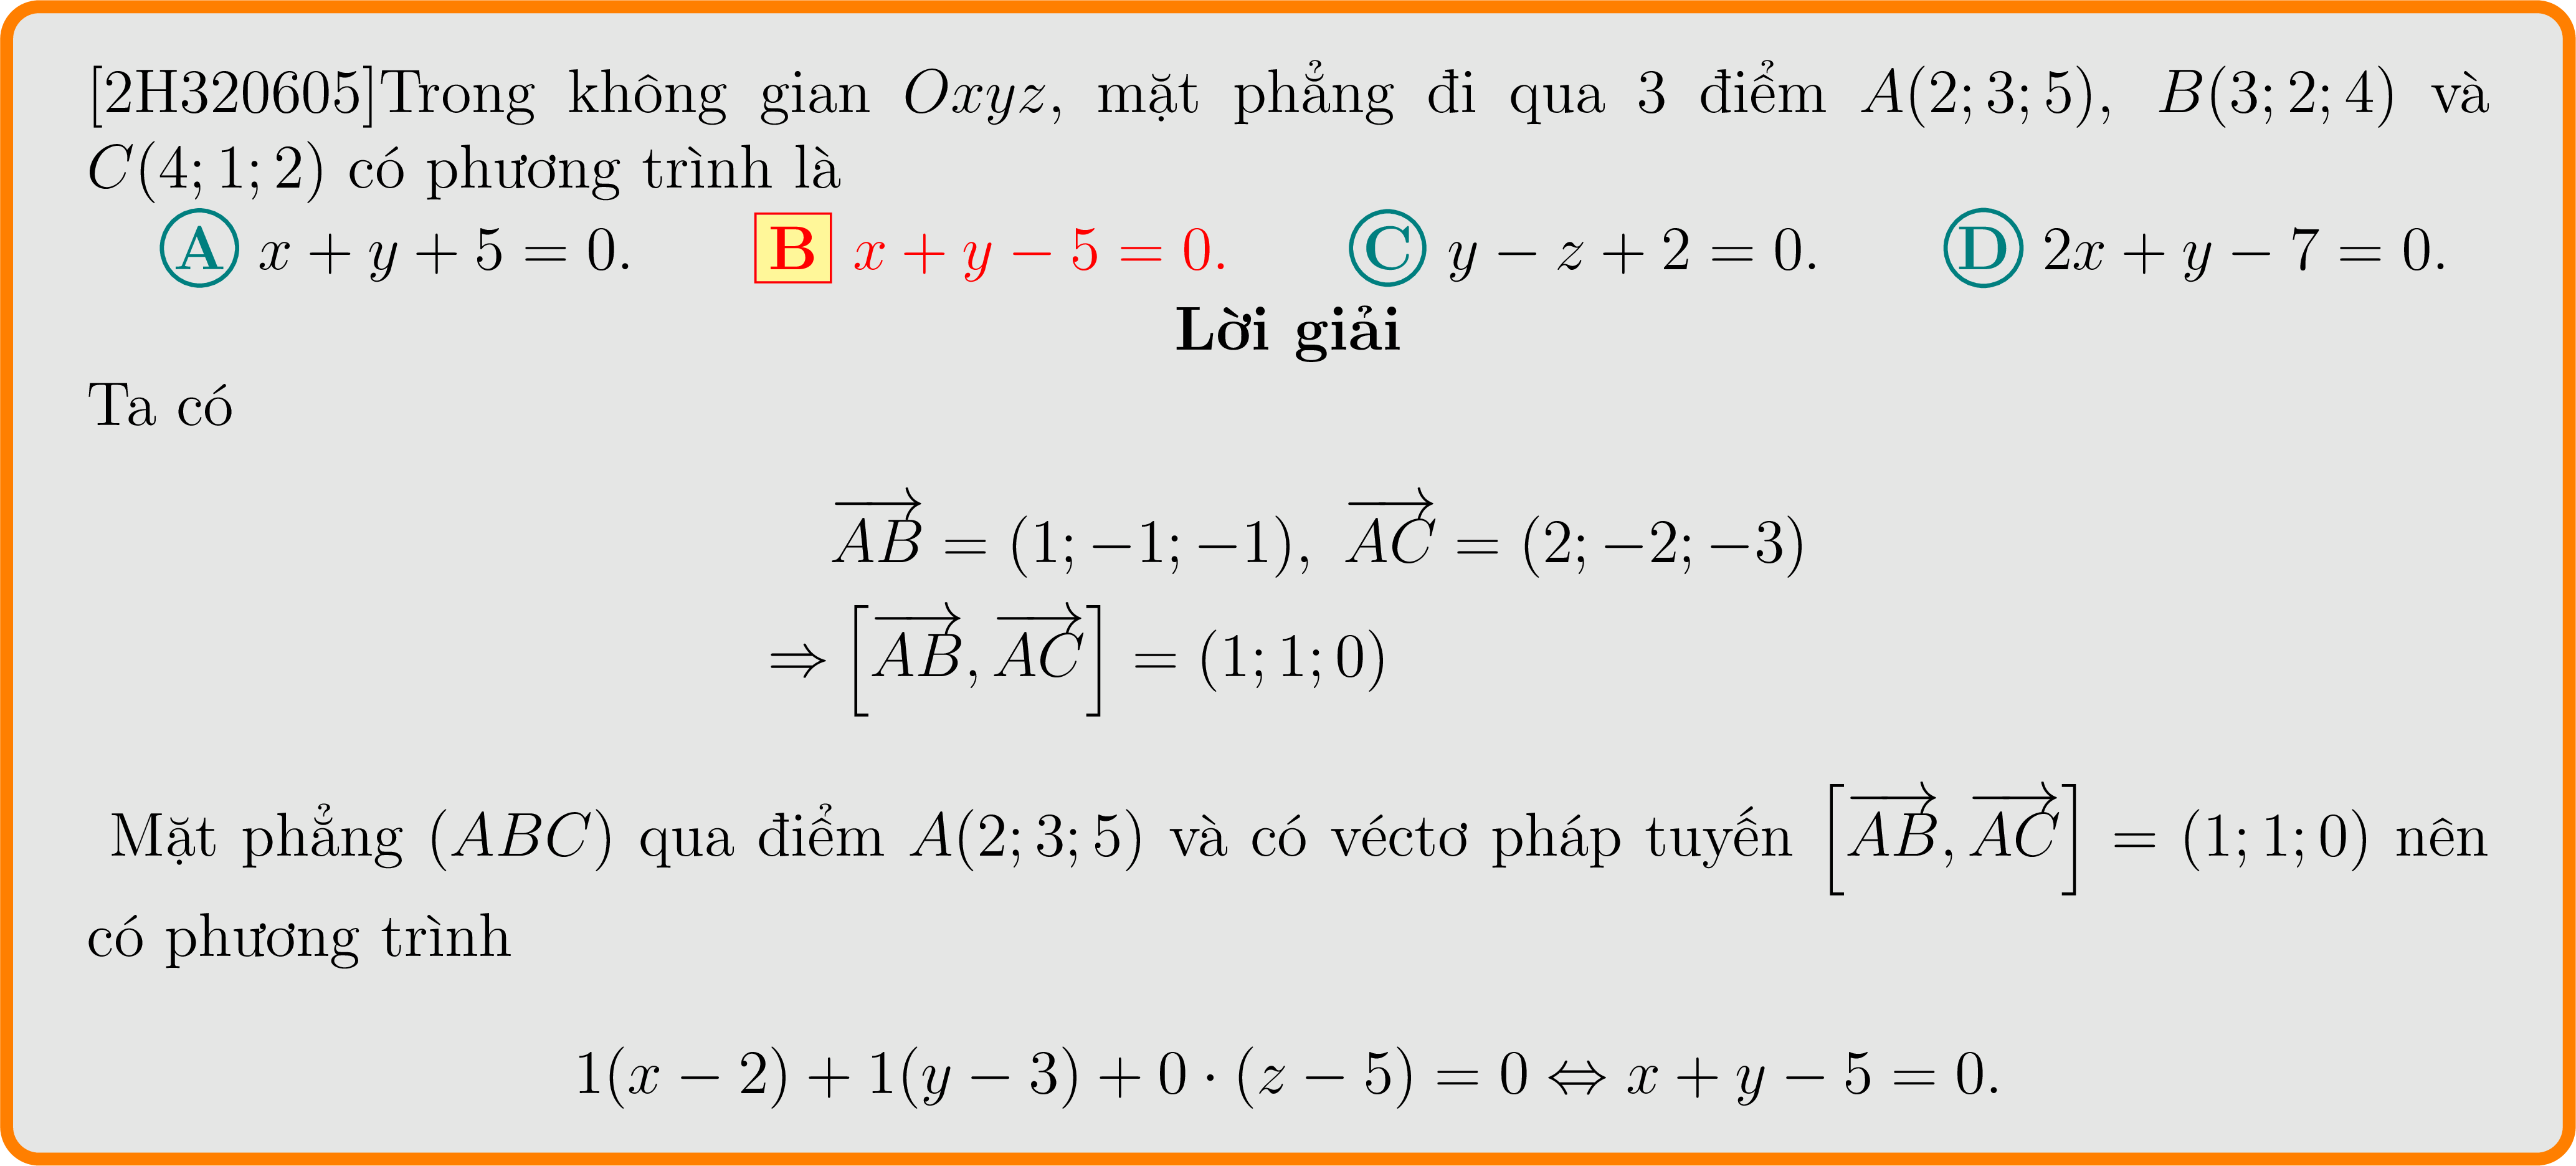 [2H320605]Trong không gian Oxyz, mặt phẳng đi qua 3 điểm A(2; 3; 5), B(3; 2; 4) và
C(4; 1; 2) có phương trình là
A x + y + 5 = 0. B x + y − 5 = 0. C y − z + 2 = 0. D 2x + y − 7 = 0.
Lời giải
Ta có
$\overrightarrow{AB} = (1; −1; −1), \overrightarrow{AC} = (2; −2; −3)$
$⇒ \left[\overrightarrow{AB}, \overrightarrow{AC}\right] = (1; 1; 0)$
Mặt phẳng (ABC) qua điểm A(2; 3; 5) và có véctơ pháp tuyến $\left[\overrightarrow{AB}, \overrightarrow{AC}\right] = (1; 1; 0)$ nên
có phương trình
1(x − 2) + 1(y − 3) + 0 · (z − 5) = 0 ⇔ x + y − 5 = 0.